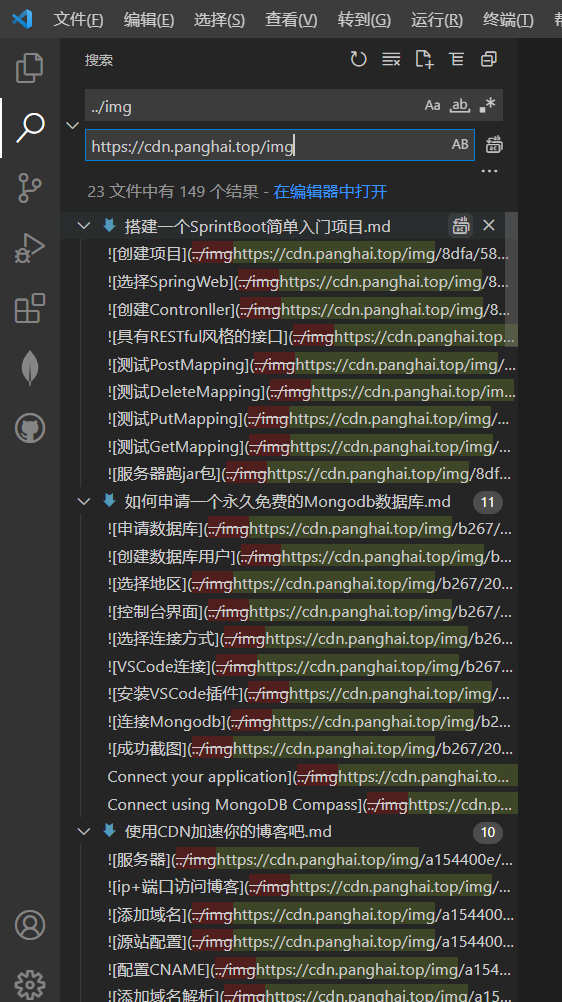 文件(F) 编辑(E) 选择(S) 查看(V) 转到(G) 运行(R) 终端(T)
搜索
../img Aa ab .*
https://cdn.panghai.top/img AB
23 文件中有 149 个结果 - 在编辑器中打开
搭建一个SprintBoot简单入门项目.md
![创建项目](../imghttps://cdn.panghai.top/img/8dfa/58...
![选择SpringWeb](../imghttps://cdn.panghai.top/img/58...
![创建Contronller](../imghttps://cdn.panghai.top/img/8...
![具有RESTful风格的接口](../imghttps://cdn.panghai.top...
![测试PostMapping](../imghttps://cdn.panghai.top/img/...
![测试DeleteMapping](../imghttps://cdn.panghai.top/im...
![测试PutMapping](../imghttps://cdn.panghai.top/img/...
![测试GetMapping](../imghttps://cdn.panghai.top/img/...
![服务器跑jar包](../imghttps://cdn.panghai.top/img/8df...
如何申请一个永久免费的Mongodb数据库.md 11
![申请数据库](../imghttps://cdn.panghai.top/img/b267/...
![创建数据库用户](../imghttps://cdn.panghai.top/img/b...
![选择地区](../imghttps://cdn.panghai.top/img/b267/20...
![控制台界面](../imghttps://cdn.panghai.top/img/b267/...
![选择连接方式](../imghttps://cdn.panghai.top/img/b26...
![VSCode连接](../imghttps://cdn.panghai.top/img/b267...
![安装VSCode插件](../imghttps://cdn.panghai.top/img/...
![连接Mongodb](../imghttps://cdn.panghai.top/img/b2...
![成功截图](../imghttps://cdn.panghai.top/img/b267/20...
Connect your application](../imghttps://cdn.panghai.to...
Connect using MongoDB Compass](../imghttps://cdn.p...
使用CDN加速你的博客吧.md 10
![服务器](../imghttps://cdn.panghai.top/img/a154400e/...
![ip+端口访问博客](../imghttps://cdn.panghai.top/img/...
![添加域名](../imghttps://cdn.panghai.top/img/a154400...
![源站配置](../imghttps://cdn.panghai.top/img/a154400...
![配置CNAME](../imghttps://cdn.panghai.top/img/a154...
![添加域名解析](../imghttps://cdn.panghai.top/img/a15...